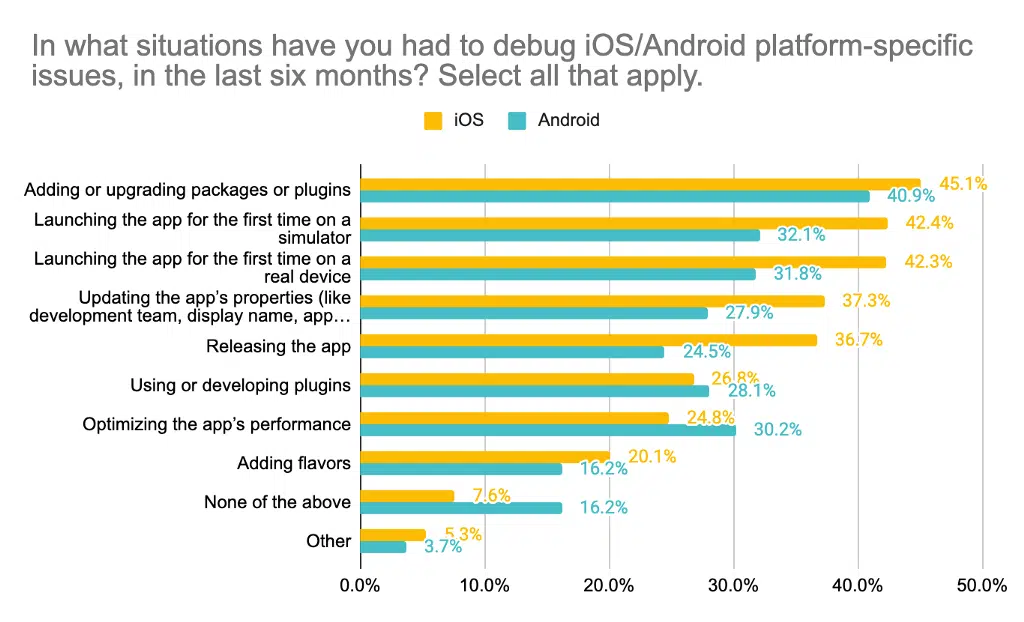 In what situations have you had to debug iOS/Android platform-specific
issues, in the last six months? Select all that apply.
iOS Android
Adding or upgrading packages or plugins
45.1%
40.9%
Launching the app for the first time on a
simulator
42.4%
32.1%
Launching the app for the first time on a
real device
42.3%
31.8%
Updating the app's properties (like
development team, display name, app…
37.3%
27.9%
Releasing the app
36.7%
24.5%
Using or developing plugins
26.8%
28.1%
Optimizing the app's performance
24.8%
30.2%
Adding flavors
20.1%
16.2%
None of the above
7.6%
16.2%
Other
5.3%
3.7%
0.0% 10.0% 20.0% 30.0% 40.0% 50.0%